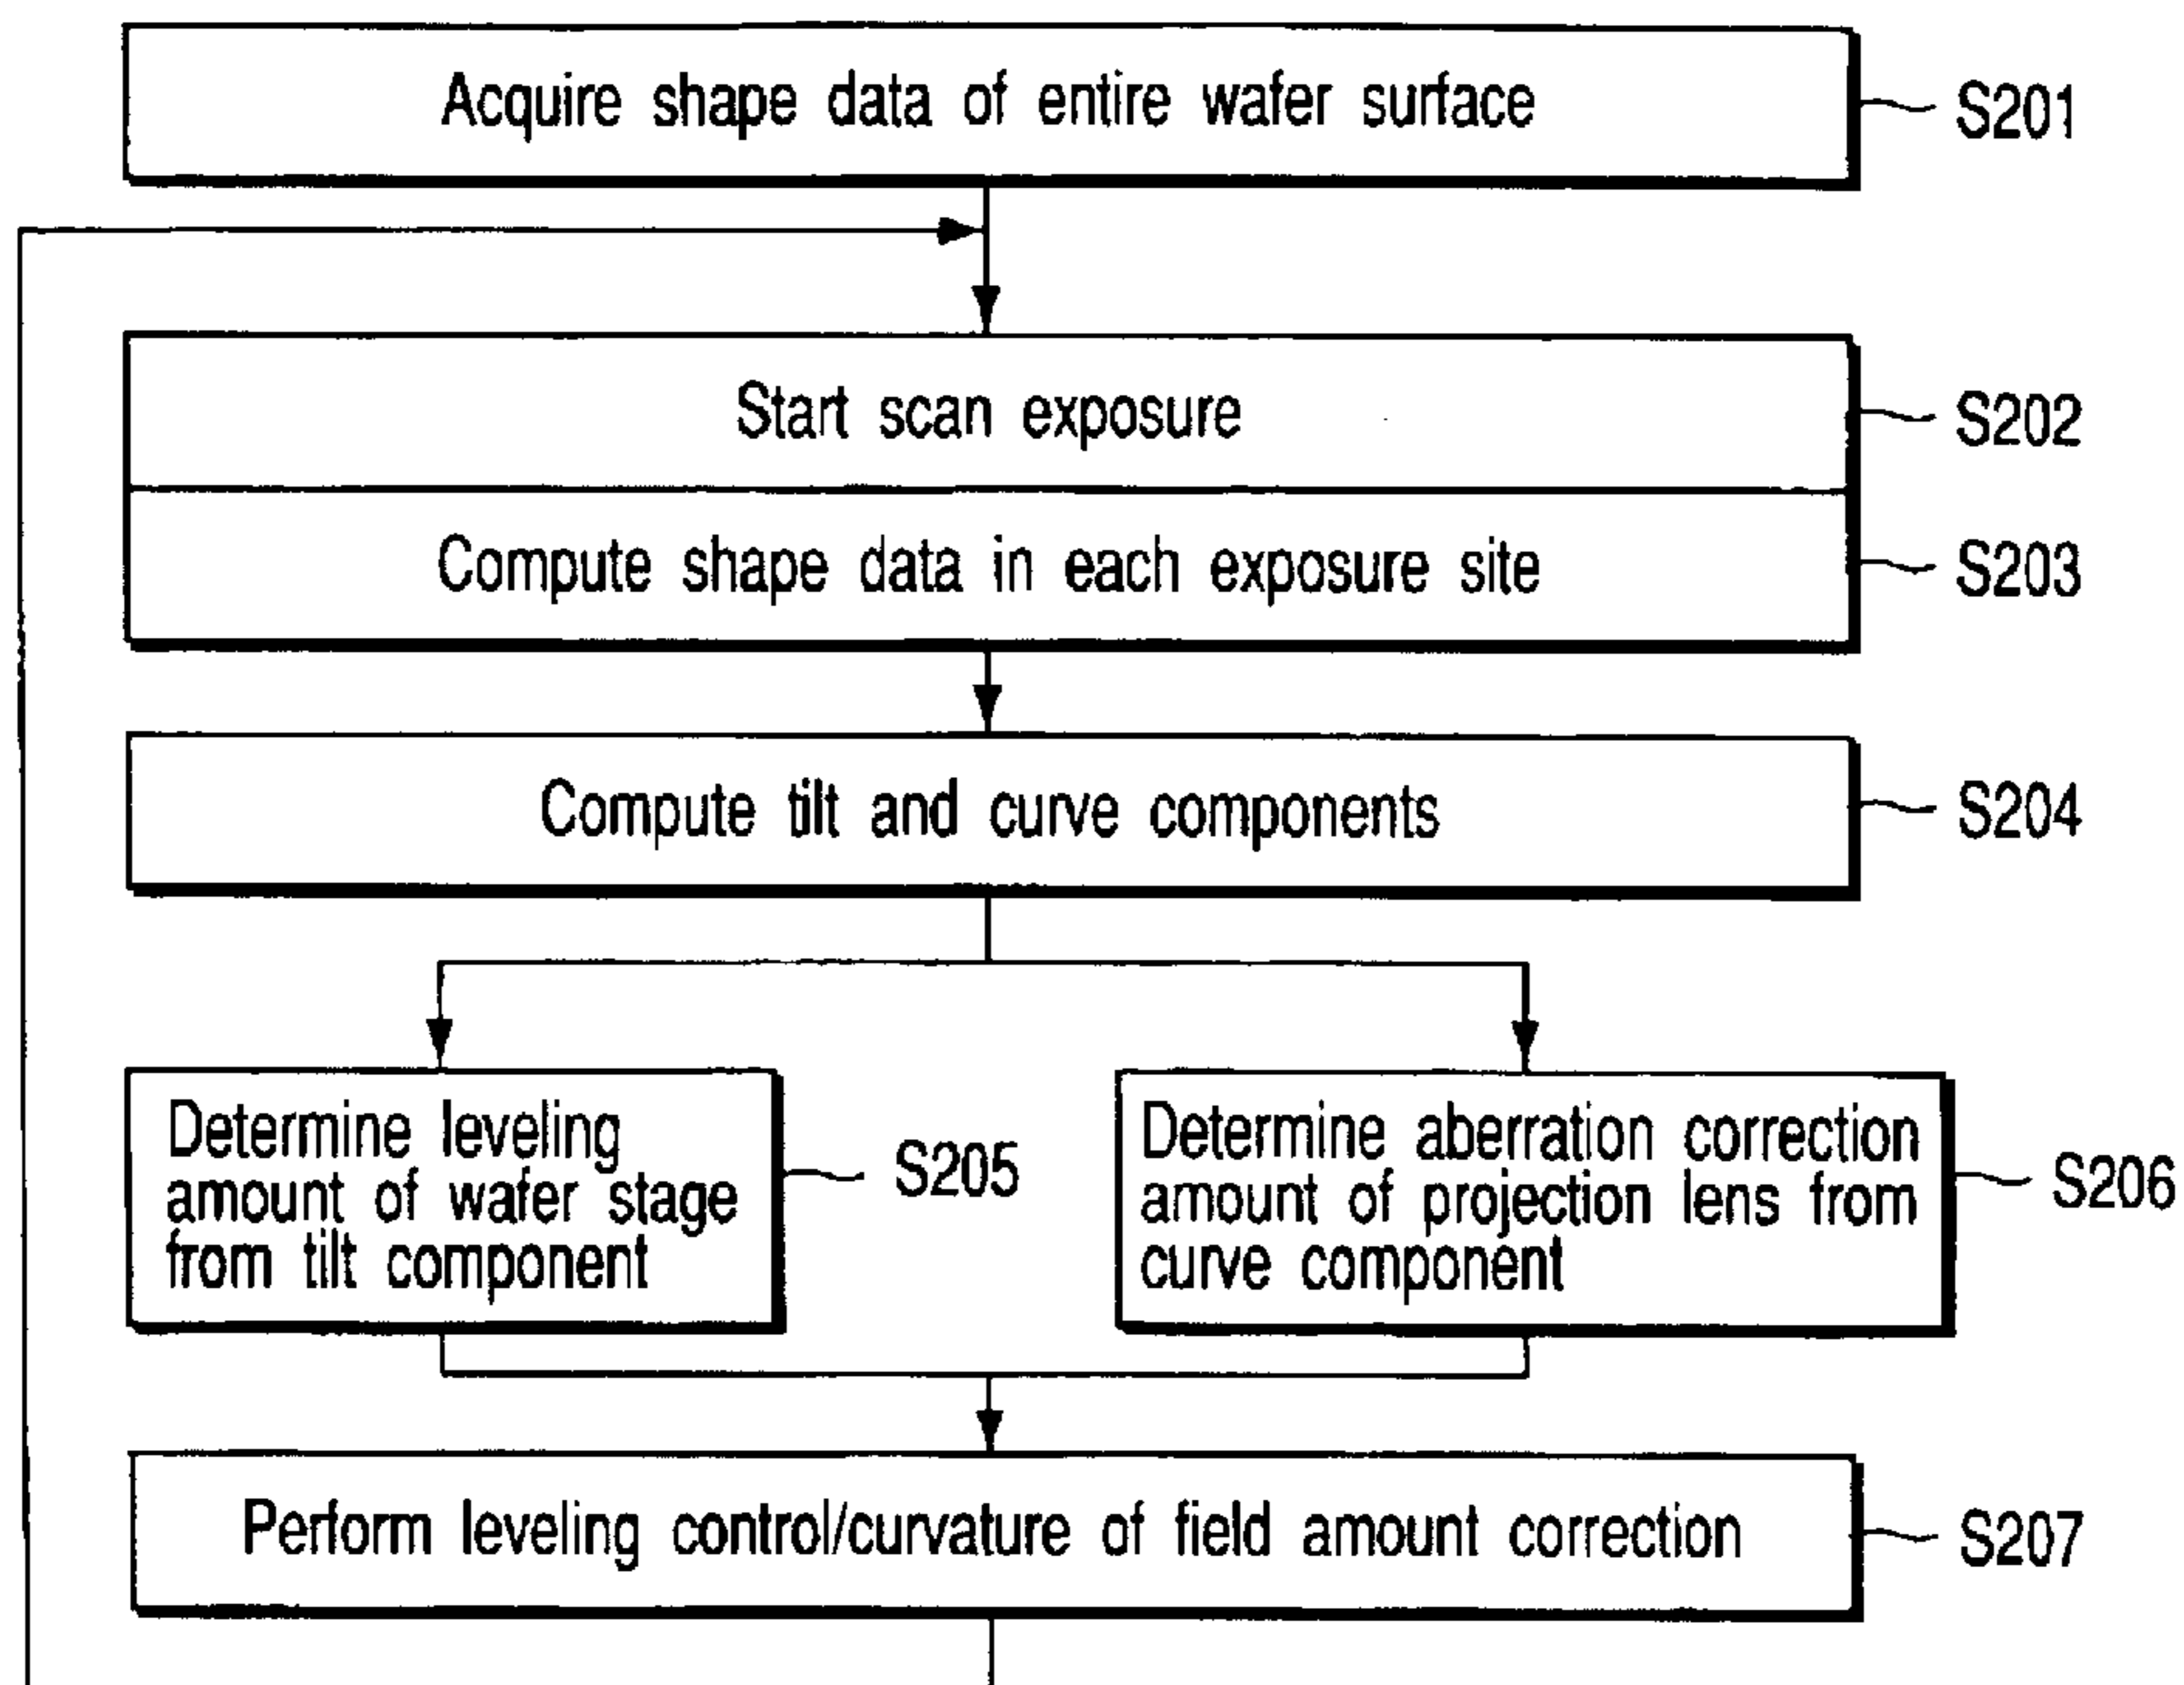 Acquire shape data of entire wafer surface
S201
Start scan exposure
S202
Compute shape data in each exposure site
S203
Compute tilt and curve components
S204
Determine leveling
amount of wafer stage
from tilt component
S205
Determine aberration correction
amount of projection lens from
curve component
S206
Perform leveling control/curvature of field amount correction
S207